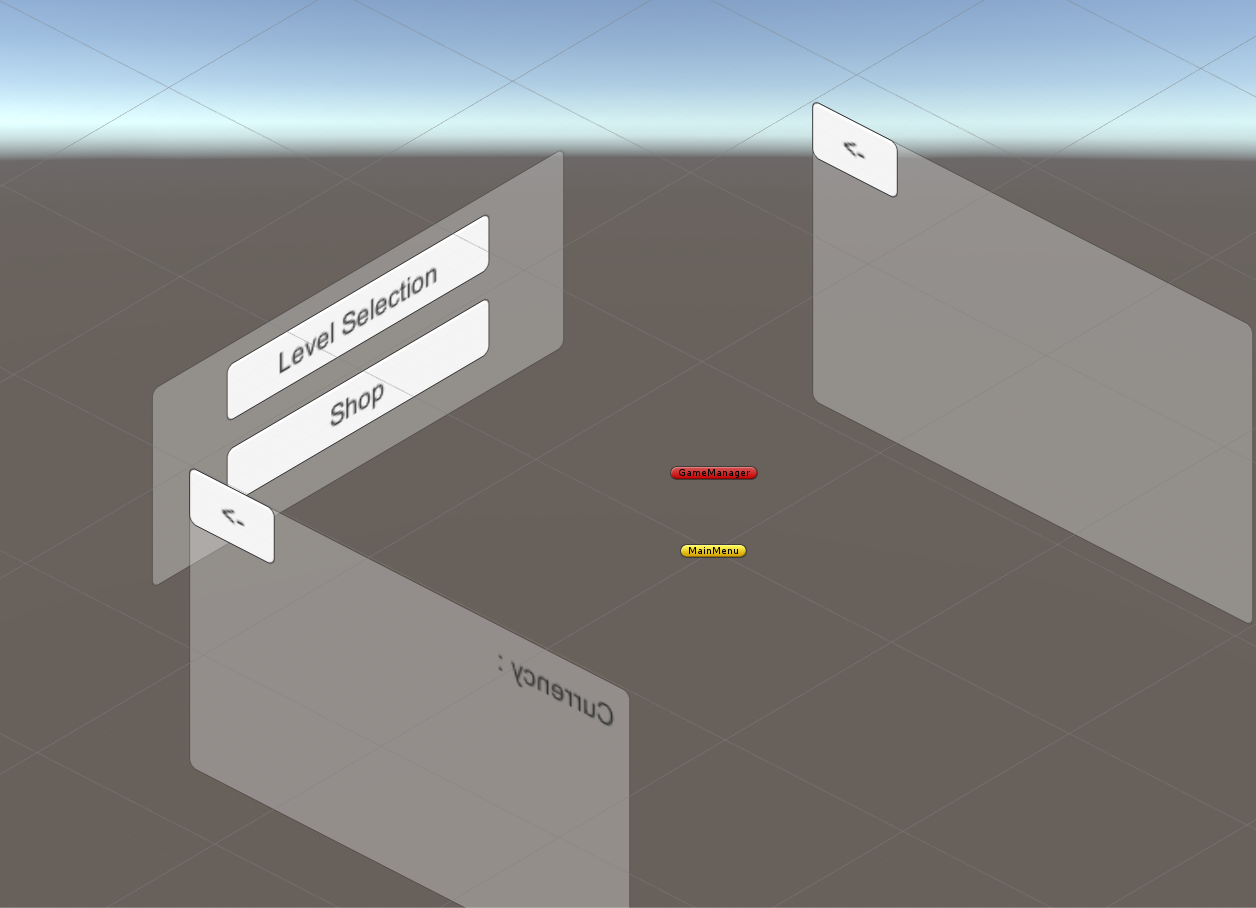 ->
Level Selection
Shop
GameManager
->
MainMenu
Currency :